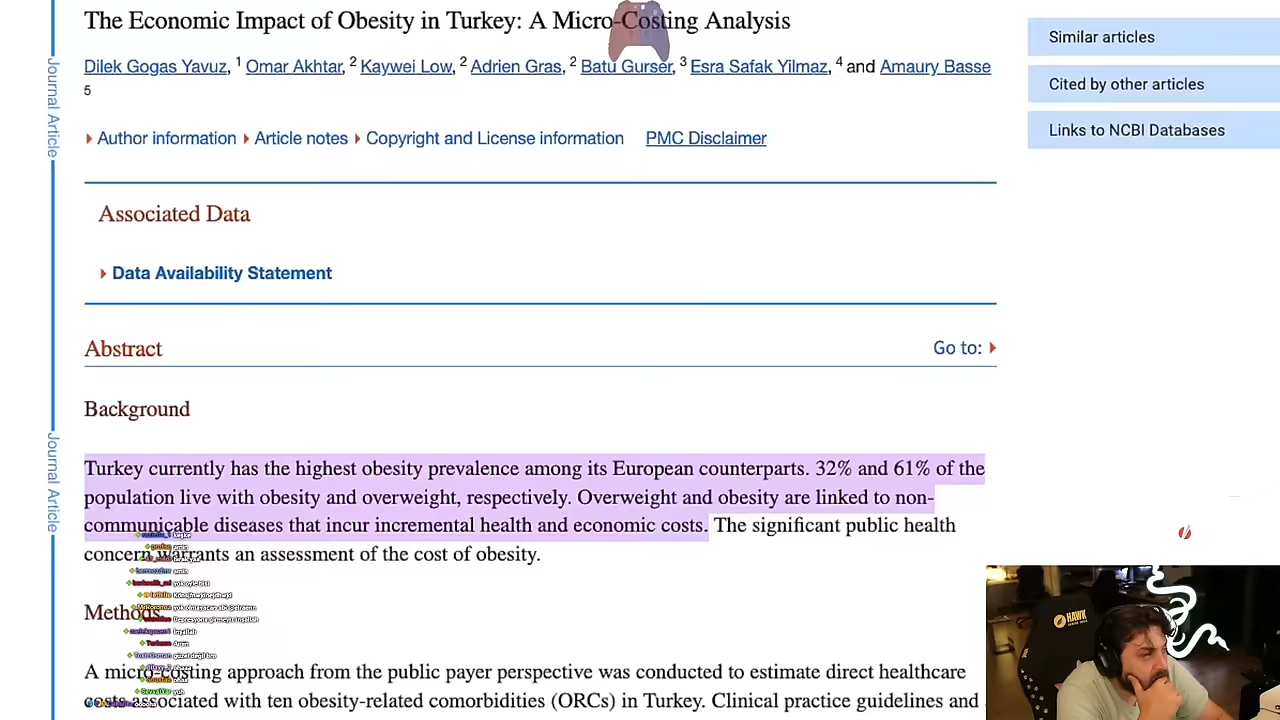 The Economic Impact of Obesity in Turkey: A Micro-Costing Analysis
Dilek Gogas Yavuz, 1 Omar Akhtar, 2 Kaywei Low, 2 Adrien Gras, 2 Batu Gurser, 3 Esra Safak Yilmaz, 4 and Amaury Basse
5
Author information Article notes Copyright and License information PMC Disclaimer
Associated Data
Data Availability Statement
Abstract
Go to:
Background
Turkey currently has the highest obesity prevalence among its European counterparts. 32% and 61% of the
population live with obesity and overweight, respectively. Overweight and obesity are linked to non-
communicable diseases that incur incremental health and economic costs. The significant public health
concern warrants an assessment of the cost of obesity.
Methods
A micro-costing approach from the public payer perspective was conducted to estimate direct healthcare
costs associated with ten obesity-related comorbidities (ORCs) in Turkey. Clinical practice guidelines and
Similar articles
Cited by other articles
Links to NCBI Databases
Journal Article
Journal Article
HAWK